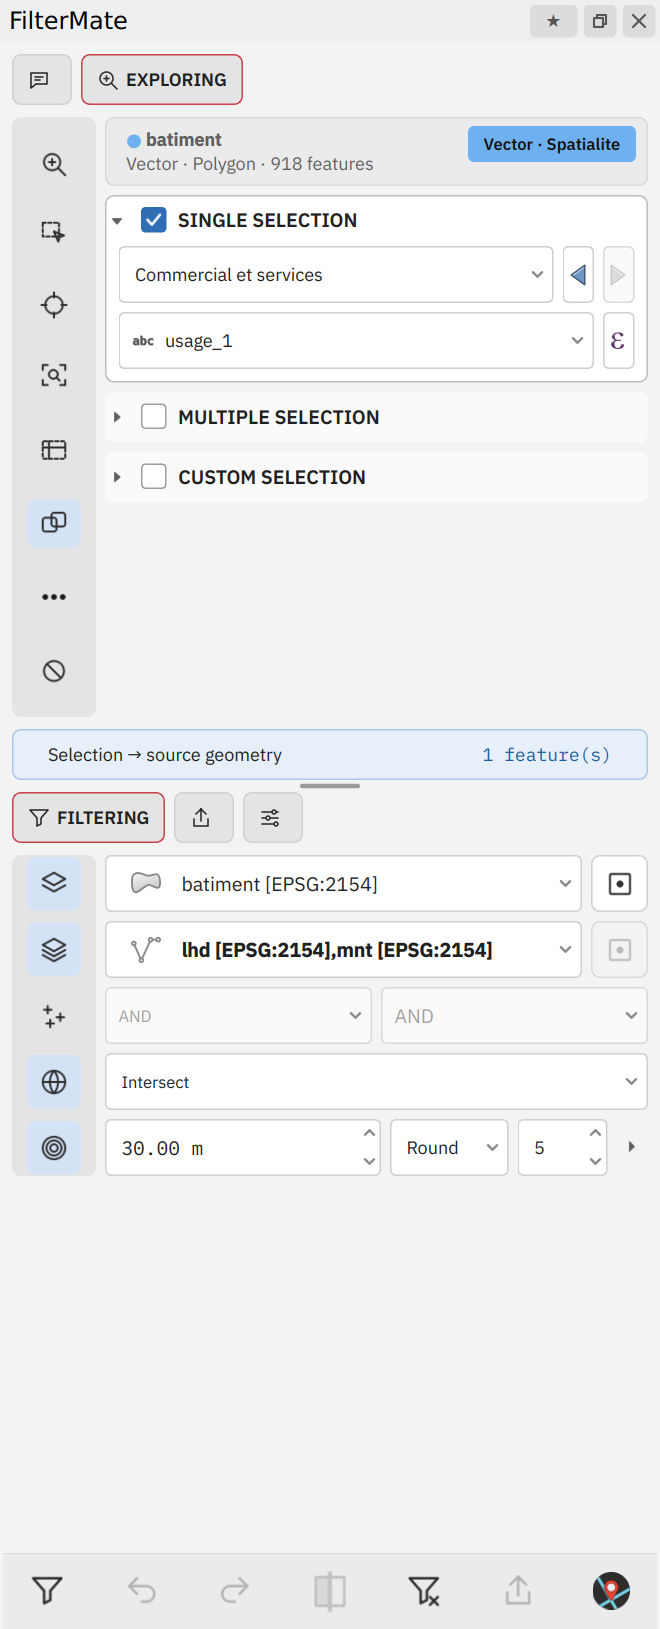 FilterMate
EXPLORING
batiment
Vector · Polygon · 918 features
Vector · Spatialite
SINGLE SELECTION
Commercial et services
abc usage_1
ε
MULTIPLE SELECTION
CUSTOM SELECTION
Selection → source geometry
1 feature(s)
FILTERING
batiment [EPSG:2154]
lhd [EPSG:2154],mnt [EPSG:2154]
AND
AND
Intersect
30.00 m
Round
5